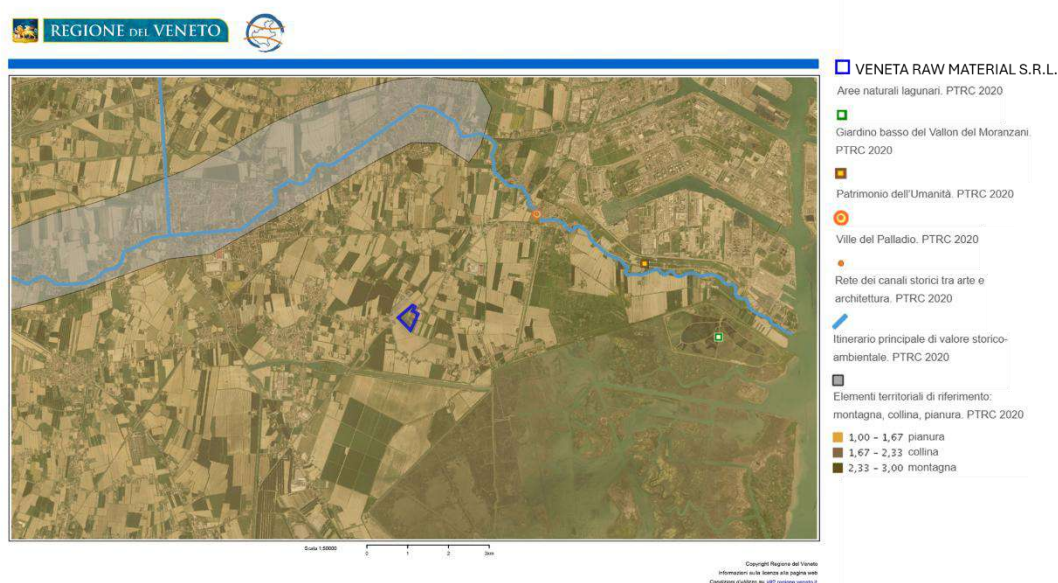 REGIONE DEL VENETO
VENETA RAW MATERIAL S.R.L.
Aree naturali lagunari. PTRC 2020
Giardino basso del Vallon del Moranzani.
PTRC 2020
Patrimonio dell'Umanità. PTRC 2020
Ville del Palladio. PTRC 2020
Rete dei canali storici tra arte e
architettura. PTRC 2020
Itinerario principale di valore storico-
ambientale. PTRC 2020
Elementi territoriali di riferimento:
montagna, collina, pianura. PTRC 2020
1,00 - 1,67 pianura
1,67 - 2,33 collina
2,33 - 3,00 montagna
Scala 1:50000
0 1 2
Copyright Regione del Veneto
Informazioni sulla licenza alla pagina web
Condizioni d'utilizzo su